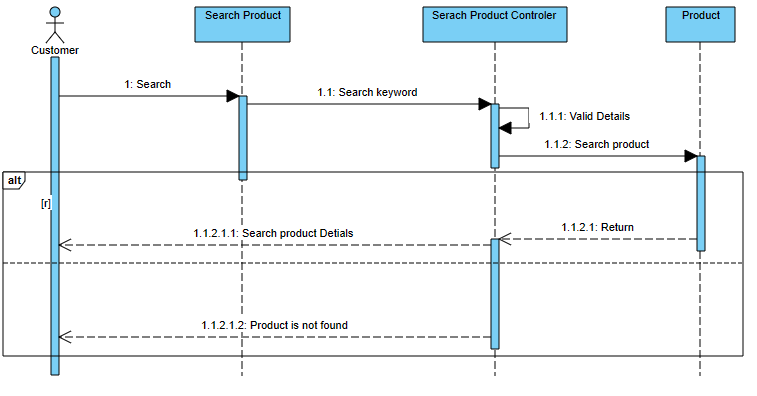 Search Product
Serach Product Controler
Product
Customer
1: Search
1.1: Search keyword
1.1.1: Valid Details
1.1.2: Search product
alt
[r]
1.1.2.1: Return
1.1.2.1.1: Search product Detials
1.1.2.1.2: Product is not found